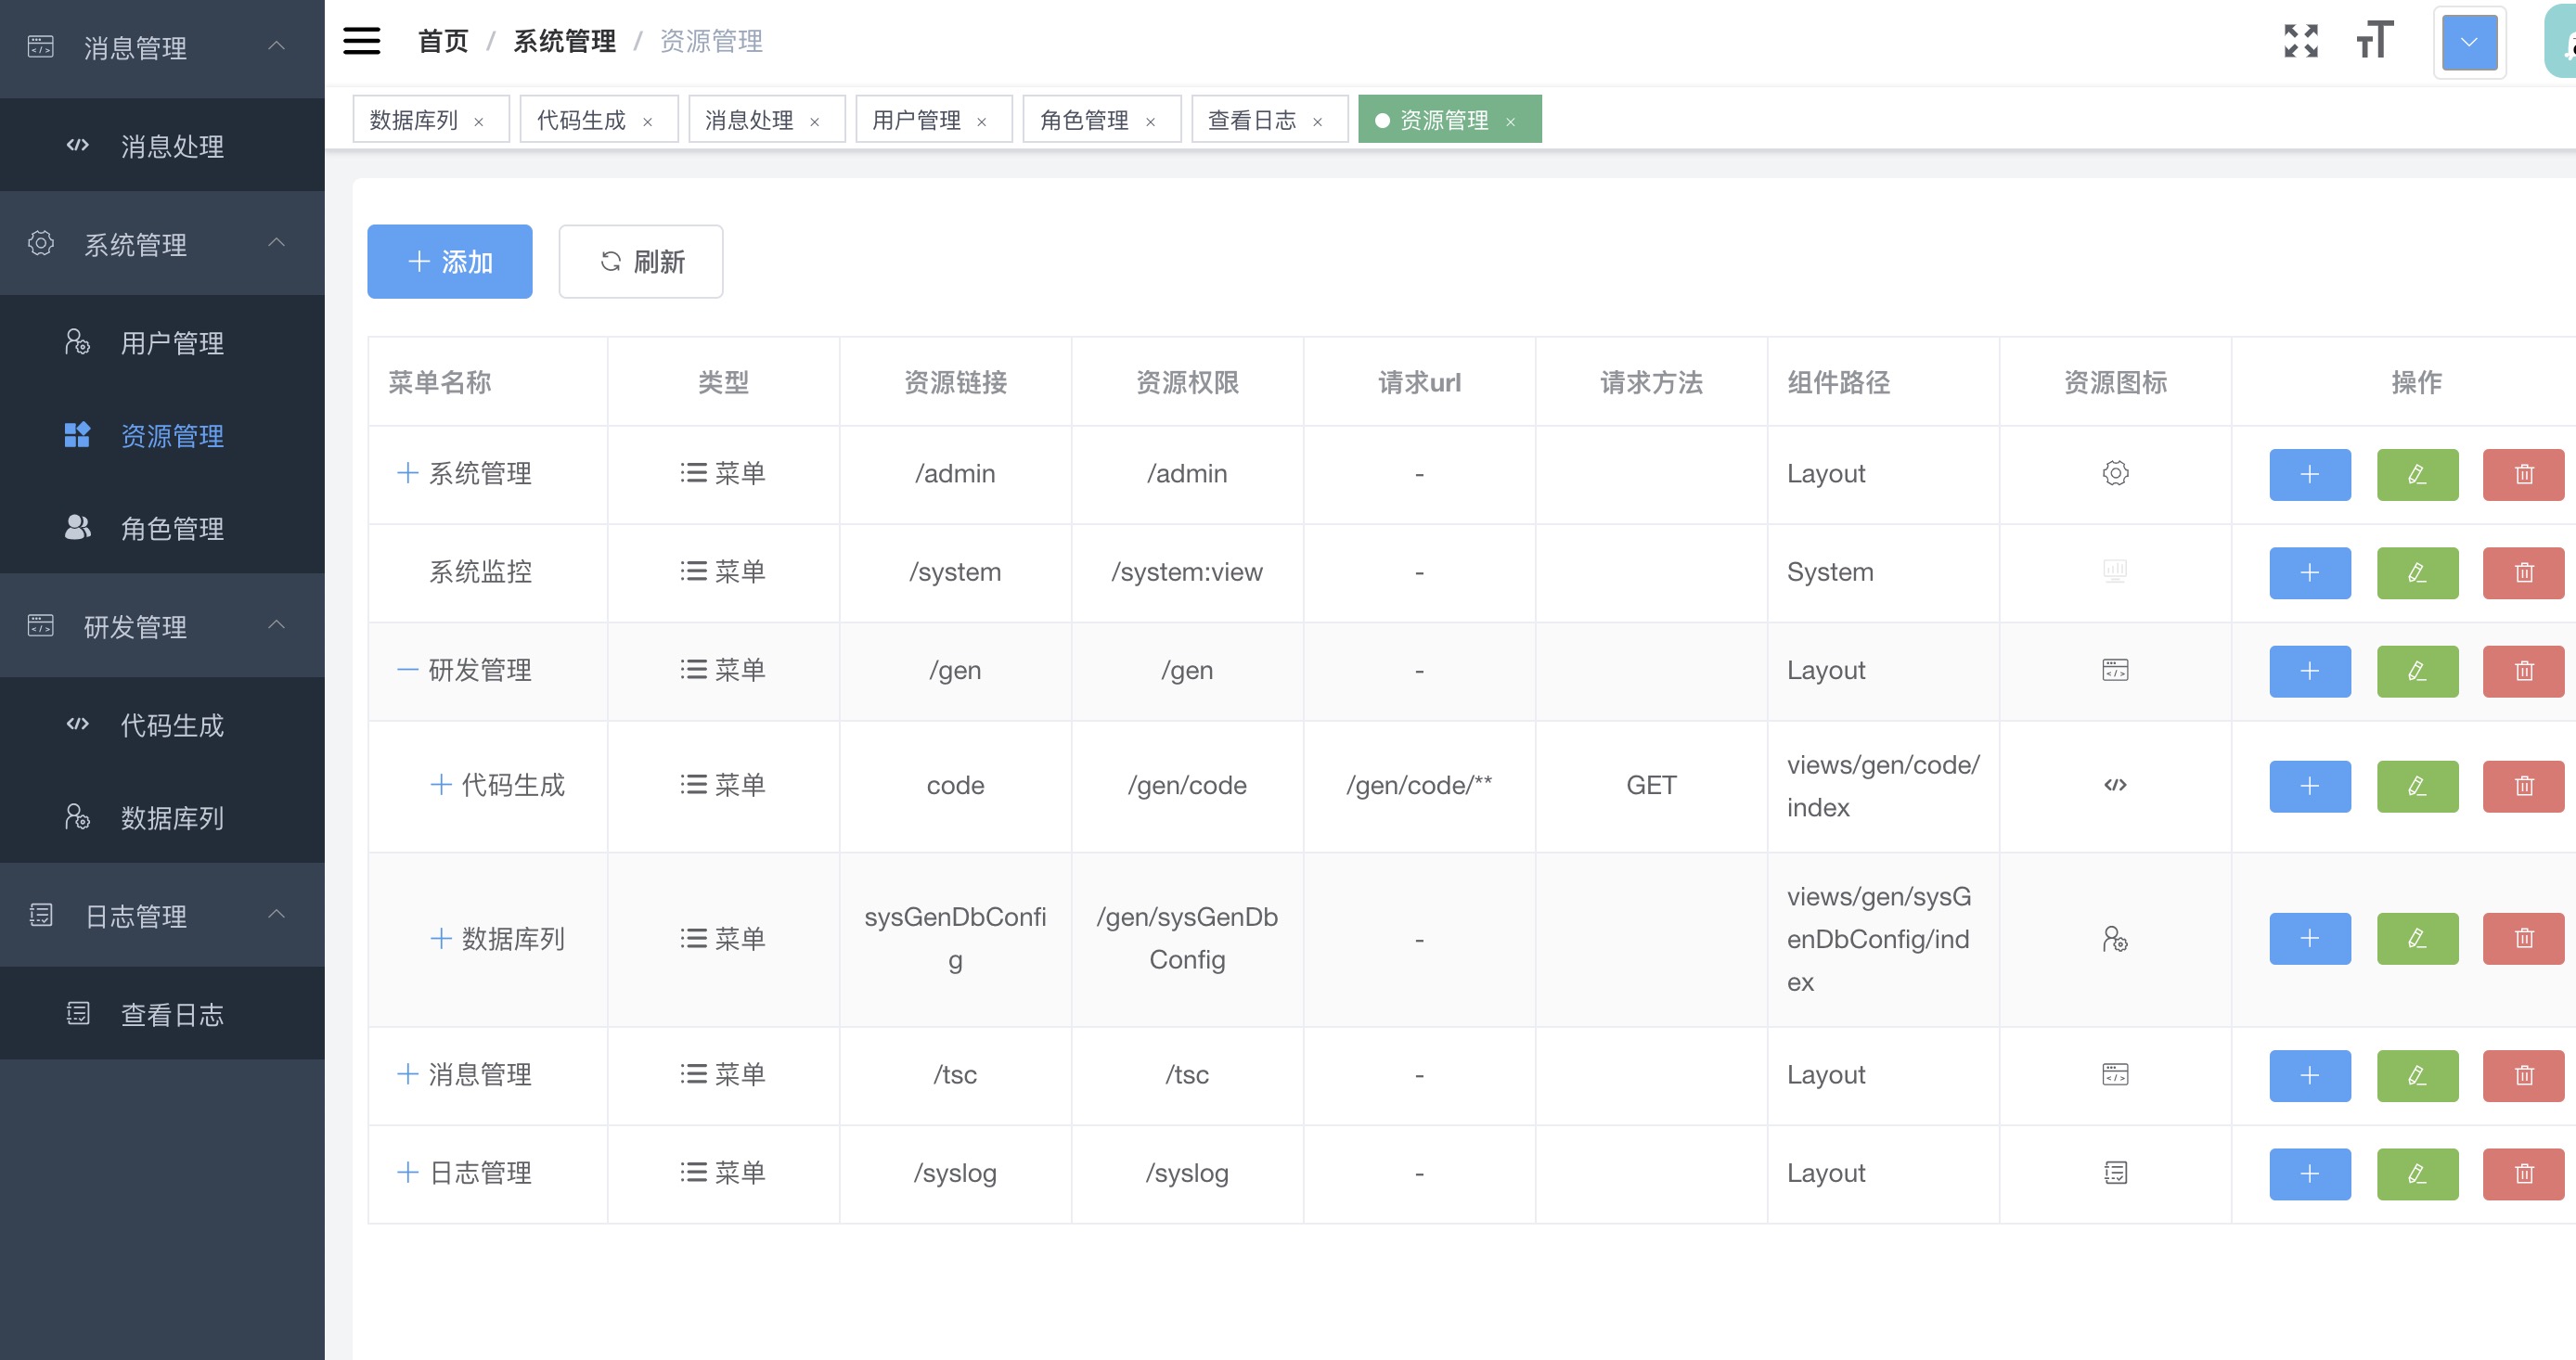 消息管理
消息处理
系统管理
用户管理
资源管理
角色管理
研发管理
代码生成
数据库列
日志管理
查看日志
首页 / 系统管理 / 资源管理
数据库列 × 代码生成 × 消息处理 × 用户管理 × 角色管理 × 查看日志 × 资源管理 ×
添加 刷新
菜单名称 类型 资源链接 资源权限 请求url 请求方法 组件路径 资源图标 操作
系统管理 菜单 /admin /admin - Layout
系统监控 菜单 /system /system:view - System
研发管理 菜单 /gen /gen - Layout
代码生成 菜单 code /gen/code /gen/code/** GET views/gen/code/
index
数据库列 菜单 sysGenDbConfi
g
/gen/sysGenDb
Config
-
views/gen/sysG
enDbConfig/ind
ex
消息管理 菜单 /tsc /tsc - Layout
日志管理 菜单 /syslog /syslog - Layout